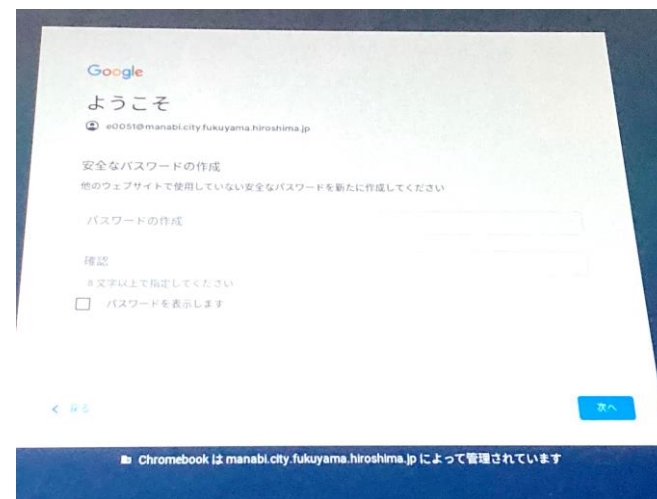 Google
ようこそ
e0051@manabi.city.fukuyama.hiroshima.jp
安全なパスワードの作成
他のウェブサイトで使用していない安全なパスワードを新たに作成してください
パスワードの作成
確認
8 文字以上で指定してください
パスワードを表示します
戻る
次へ
Chromebook は manabi.city.fukuyama.hiroshima.jp によって管理されています